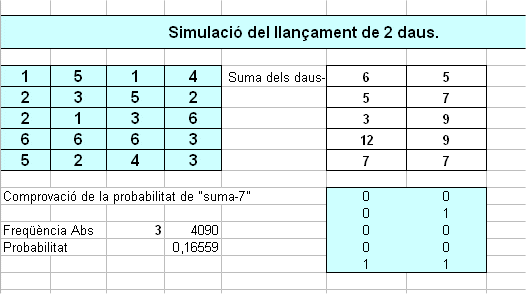 Simulació del llançament de 2 daus.
1 5 1 4 Suma dels daus- 6 5
2 3 5 2 5 7
2 1 3 6 3 9
6 6 6 3 12 9
5 2 4 3 7 7
Comprovació de la probabilitat de "suma-7" 0 0
0 1
Freqüència Abs 3 4090 0 0
Probabilitat 0,16559 0 0
1 1